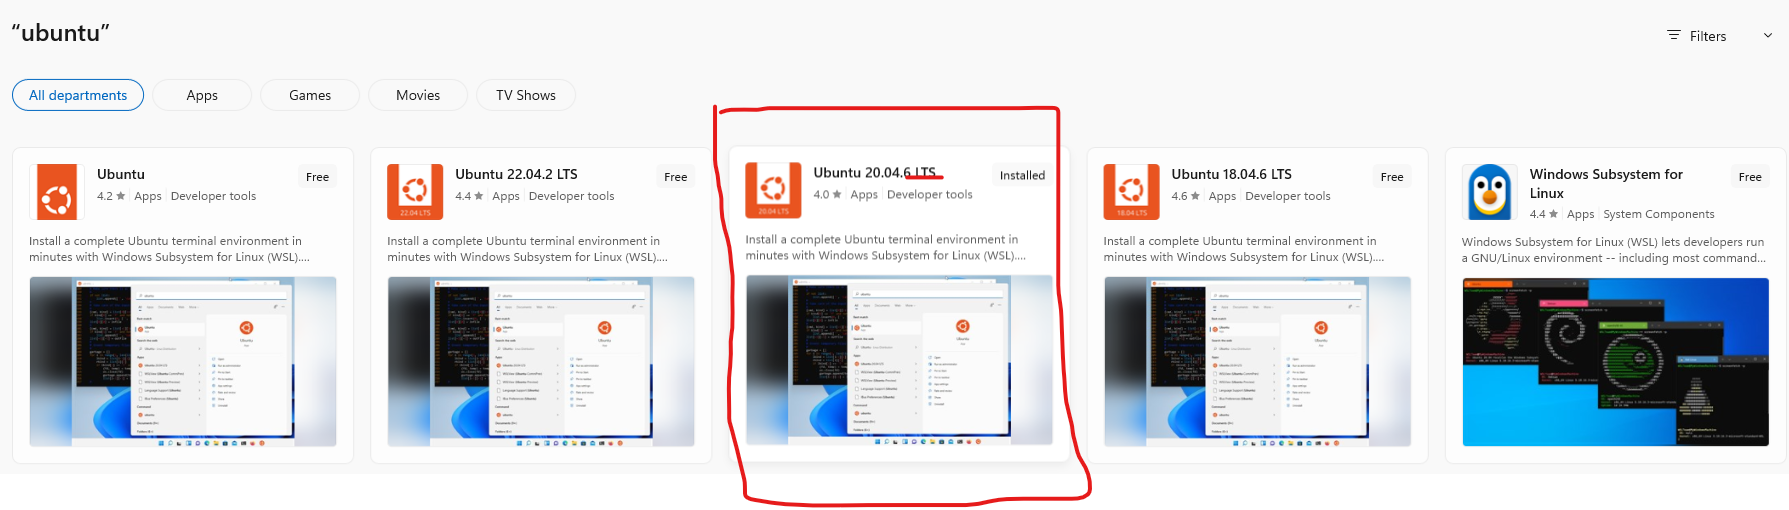 “ubuntu”
Filters
All departments
Apps
Games
Movies
TV Shows
Ubuntu
Free
4.2 ★ Apps Developer tools
Install a complete Ubuntu terminal environment in
minutes with Windows Subsystem for Linux (WSL)....
Ubuntu 22.04.2 LTS
Free
4.4 ★ Apps Developer tools
22.04 LTS
Install a complete Ubuntu terminal environment in
minutes with Windows Subsystem for Linux (WSL)....
Ubuntu 20.04.6 LTS
Installed
4.0 ★ Apps Developer tools
20.04 LTS
Install a complete Ubuntu terminal environment in
minutes with Windows Subsystem for Linux (WSL)....
Ubuntu 18.04.6 LTS
Free
4.6 ★ Apps Developer tools
18.04 LTS
Install a complete Ubuntu terminal environment in
minutes with Windows Subsystem for Linux (WSL)....
Windows Subsystem for
Linux
Free
4.4 ★ Apps System Components
Windows Subsystem for Linux (WSL) lets developers run
a GNU/Linux environment -- including most command...